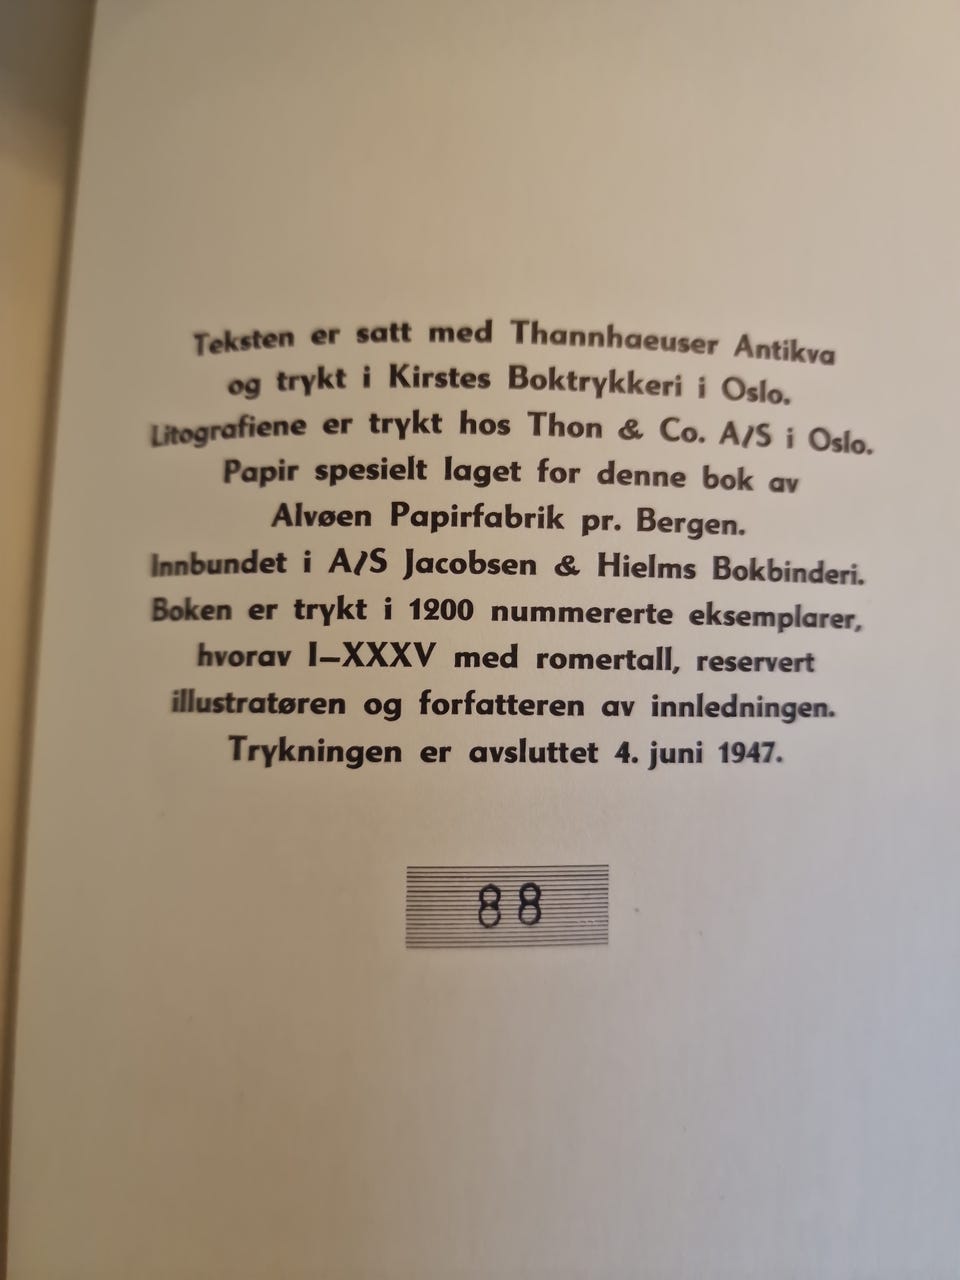 Teksten er satt med Thannhaeuser Antikva
og trykt i Kirstes Boktrykkeri i Oslo.
Litografiene er trykt hos Thon & Co. A/S i Oslo.
Papir spesielt laget for denne bok av
Alvøen Papirfabrik pr. Bergen.
Innbundet i A/S Jacobsen & Hielms Bokbinderi.
Boken er trykt i 1200 nummererte eksemplarer,
hvorav I–XXXV med romertall, reservert
illustratøren og forfatteren av innledningen.
Trykningen er avsluttet 4. juni 1947.
88